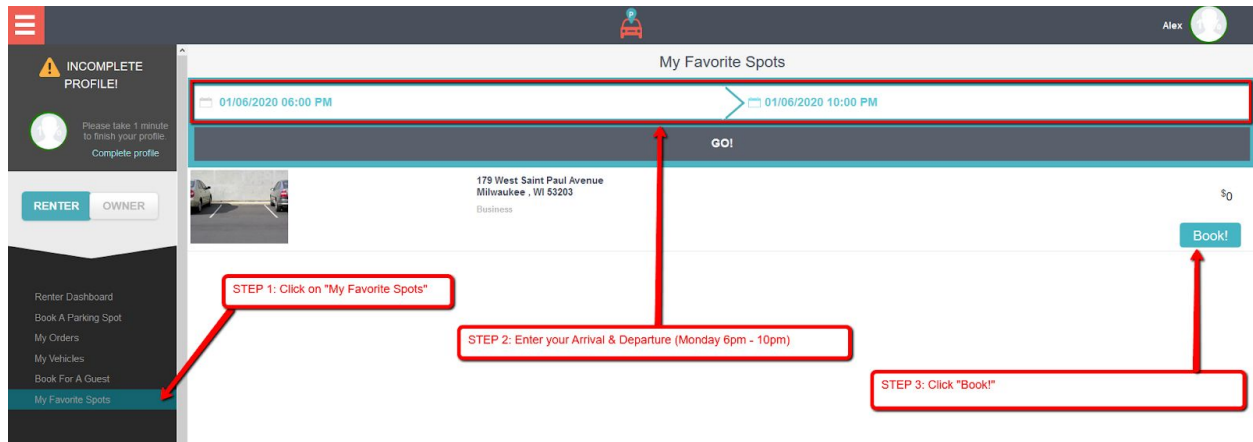 P
Alex
INCOMPLETE
PROFILE!
Please take 1 minute
to finish your profile.
Complete profile
RENTER
OWNER
Renter Dashboard
Book A Parking Spot
My Orders
My Vehicles
Book For A Guest
My Favorite Spots
My Favorite Spots
01/06/2020 06:00 PM
01/06/2020 10:00 PM
GO!
179 West Saint Paul Avenue
Milwaukee , WI 53203
Business
$0
Book!
STEP 1: Click on "My Favorite Spots"
STEP 2: Enter your Arrival & Departure (Monday 6pm - 10pm)
STEP 3: Click "Book!"